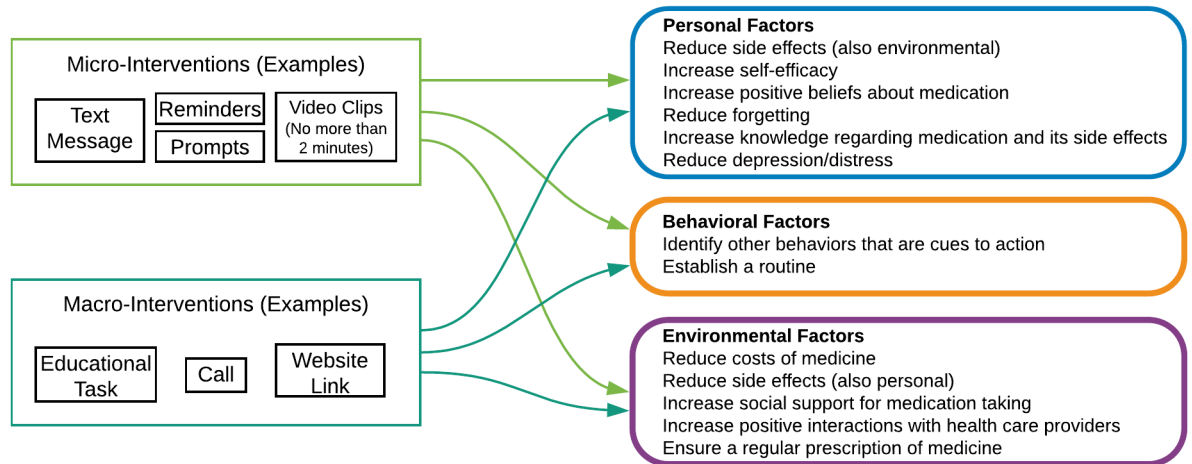 Micro-Interventions (Examples)
Text
Message
Reminders
Prompts
Video Clips
(No more than
2 minutes)
Macro-Interventions (Examples)
Educational
Task
Call
Website
Link
Personal Factors
Reduce side effects (also environmental)
Increase self-efficacy
Increase positive beliefs about medication
Reduce forgetting
Increase knowledge regarding medication and its side effects
Reduce depression/distress
Behavioral Factors
Identify other behaviors that are cues to action
Establish a routine
Environmental Factors
Reduce costs of medicine
Reduce side effects (also personal)
Increase social support for medication taking
Increase positive interactions with health care providers
Ensure a regular prescription of medicine